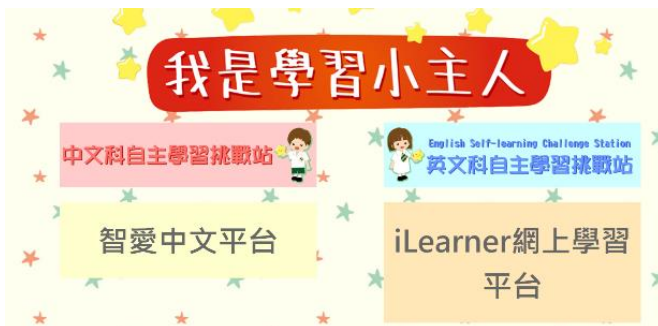 我是學習小主人
中文科自主學習挑戰站
English Self-learning Challenge Station
英文科自主學習挑戰站
智愛中文平台
iLearner網上學習
平台